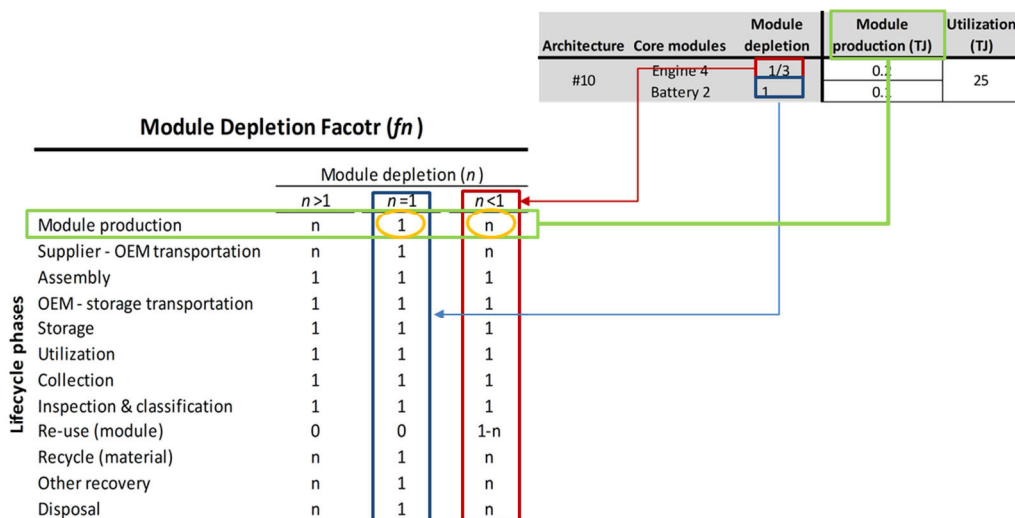 Module Module Utilization
Architecture Core modules depletion production (TJ) (TJ)
#10 Engine 4 1/3 0.2 25
Battery 2 1 0.1
Module Depletion Facotr (fn)
Module depletion (n)
n>1 n=1 n<1
Module production n 1 n
Supplier - OEM transportation n 1 n
Assembly 1 1 1
OEM - storage transportation 1 1 1
Storage 1 1 1
Utilization 1 1 1
Collection 1 1 1
Inspection & classification 1 1 1
Re-use (module) 0 0 1-n
Recycle (material) n 1 n
Other recovery n 1 n
Disposal n 1 n
Lifecycle phases